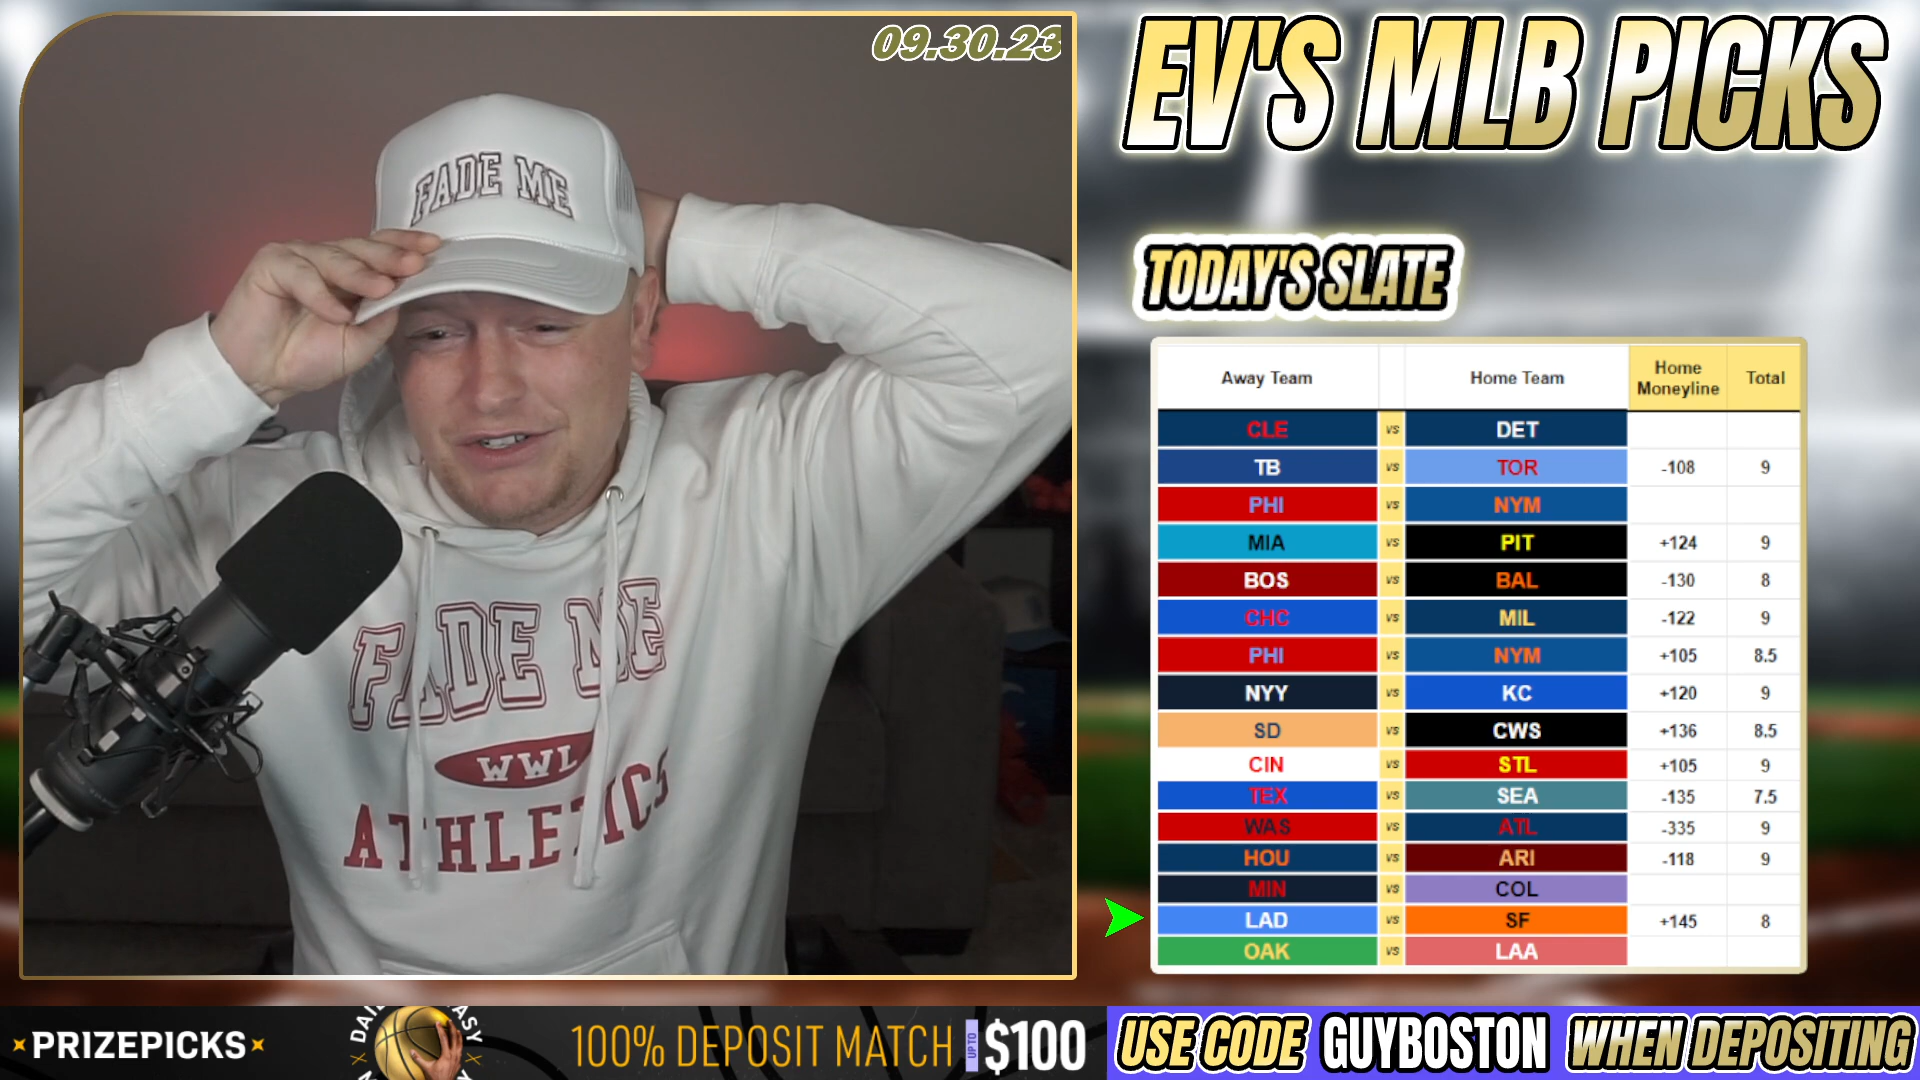 09.30.23
EV'S MLB PICKS
FADE ME
TODAY'S SLATE
Away Team Home Team Home Moneyline Total
CLE vs DET
TB vs TOR -108 9
PHI vs NYM
MIA vs PIT +124 9
BOS vs BAL -130 8
CHC vs MIL -122 9
PHI vs NYM +105 8.5
NYY vs KC +120 9
SD vs CWS +136 8.5
CIN vs STL +105 9
TEX vs SEA -135 7.5
WAS vs ATL -335 9
HOU vs ARI -118 9
MIN vs COL
LAD vs SF +145 8
OAK vs LAA
FADE ME
WWL
ATHLETICS
PRIZEPICKS
100% DEPOSIT MATCH UP TO $100
USE CODE GUYBOSTON WHEN DEPOSITING